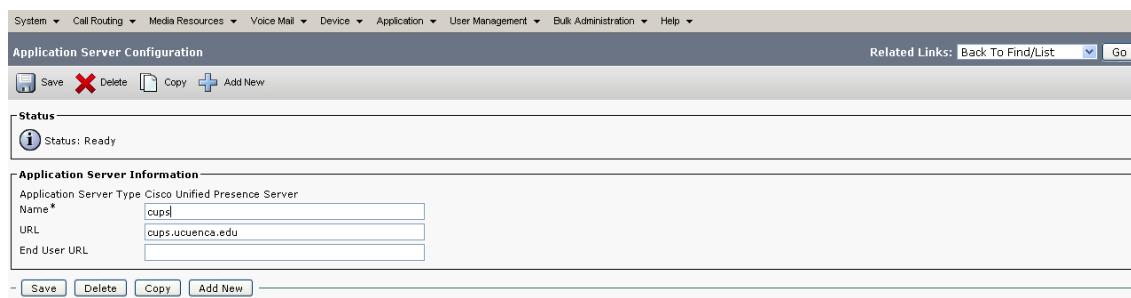 System Call Routing Media Resources Voice Mail Device Application User Management Bulk Administration Help
Application Server Configuration Related Links: Back To Find/List Go
Save Delete Copy Add New
Status
Status: Ready
Application Server Information
Application Server Type Cisco Unified Presence Server
Name* cups
URL cups.ucuenca.edu
End User URL
Save Delete Copy Add New